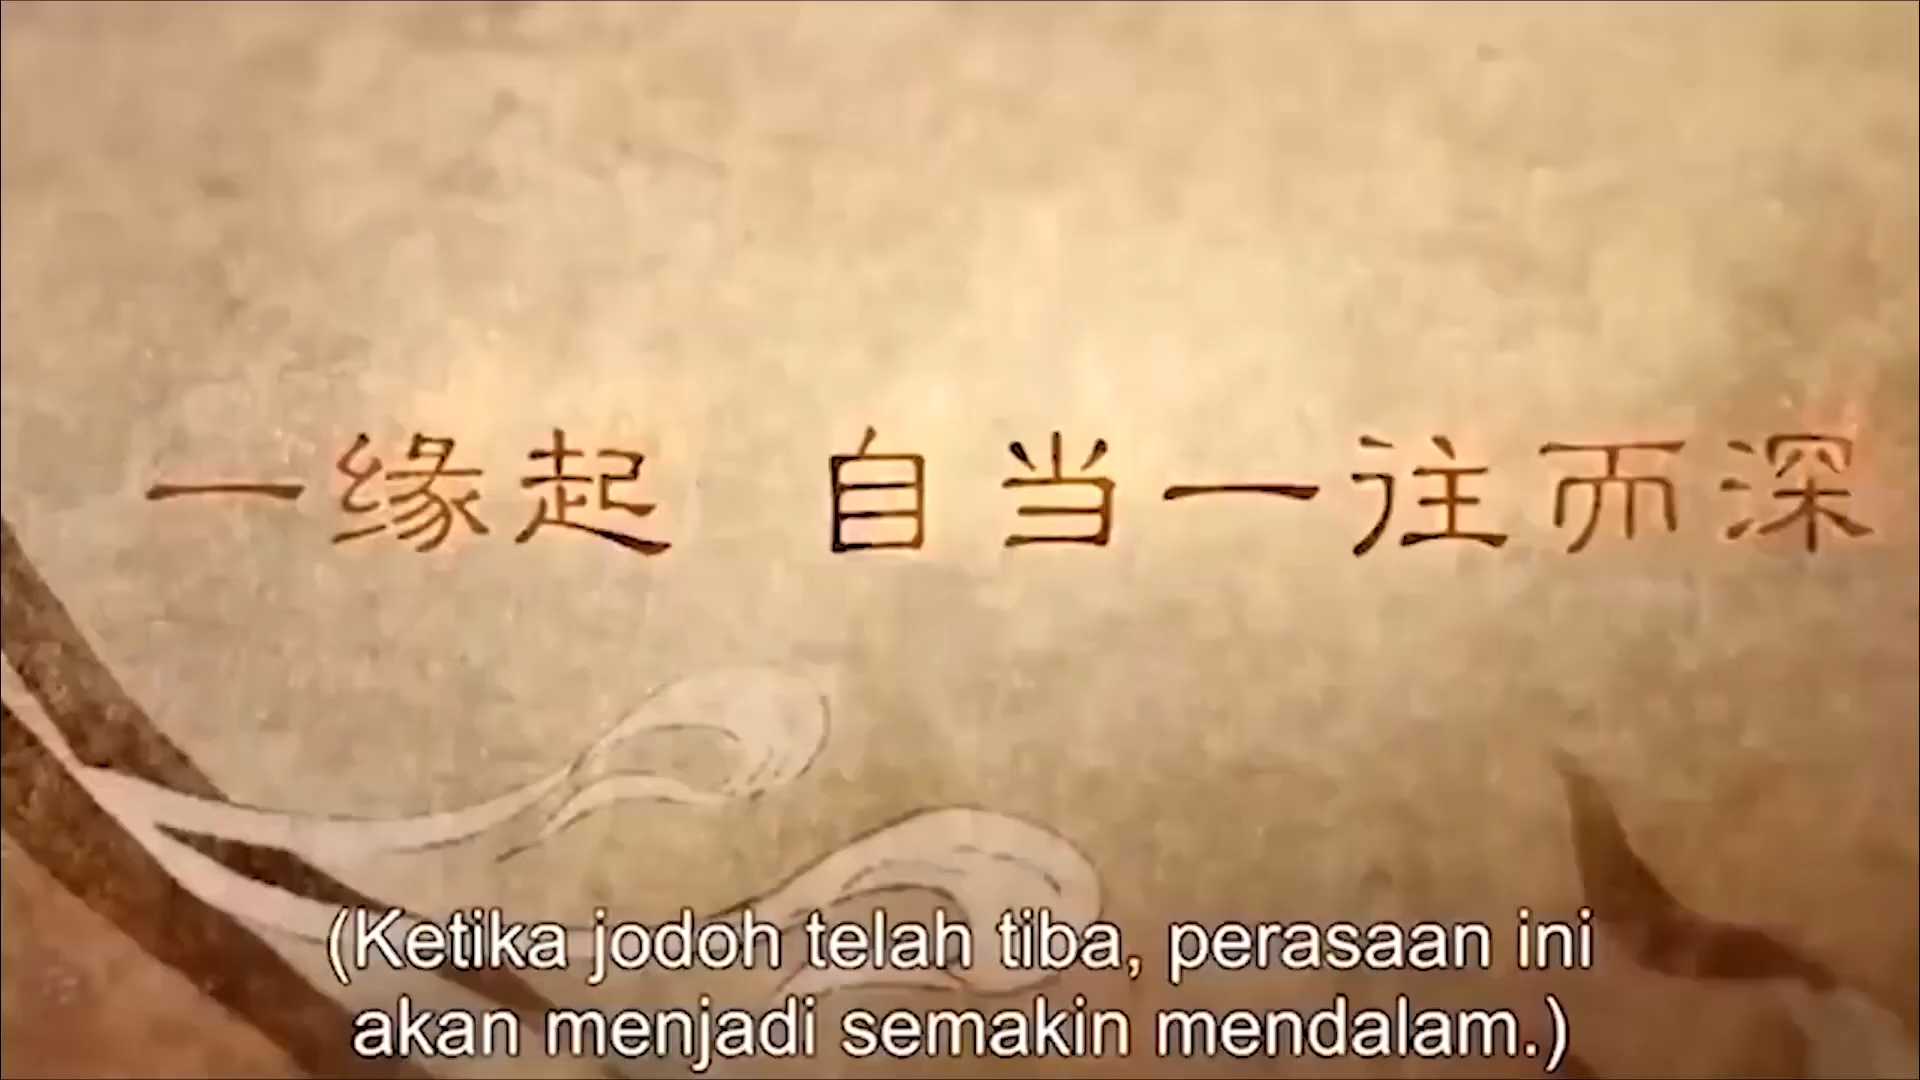 一缘起 自当一往而深
(Ketika jodoh telah tiba, perasaan ini
akan menjadi semakin mendalam.)